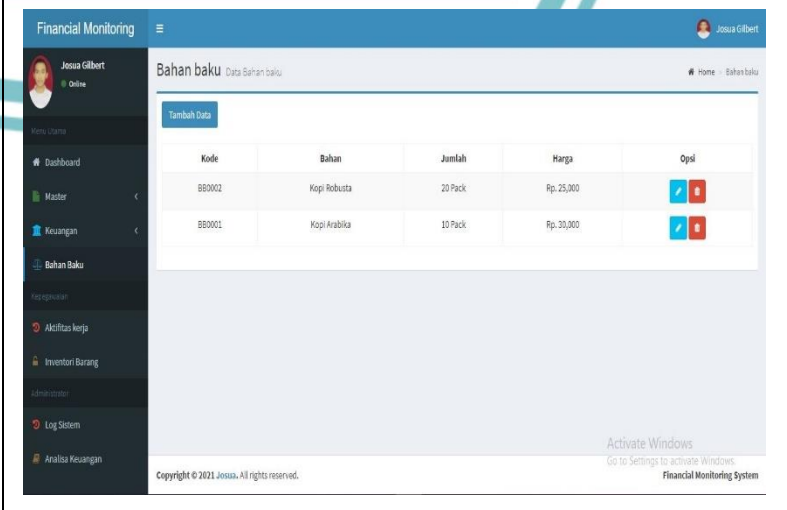 Financial Monitoring
Josua Gilbert
Josua Gilbert
Online
Menu Utama
Dashboard
Master
Keuangan
Bahan Baku
Kepegawaian
Aktifitas kerja
Inventori Barang
Administrator
Log Sistem
Analisa Keuangan
Bahan baku Data Bahan baku
Home > Bahan baku
Tambah Data
Kode Bahan Jumlah Harga Opsi
BB0002 Kopi Robusta 20 Pack Rp. 25,000
BB0001 Kopi Arabika 10 Pack Rp. 30,000
Activate Windows
Go to Settings to activate Windows.
Copyright © 2021 Josua. All rights reserved.
Financial Monitoring System